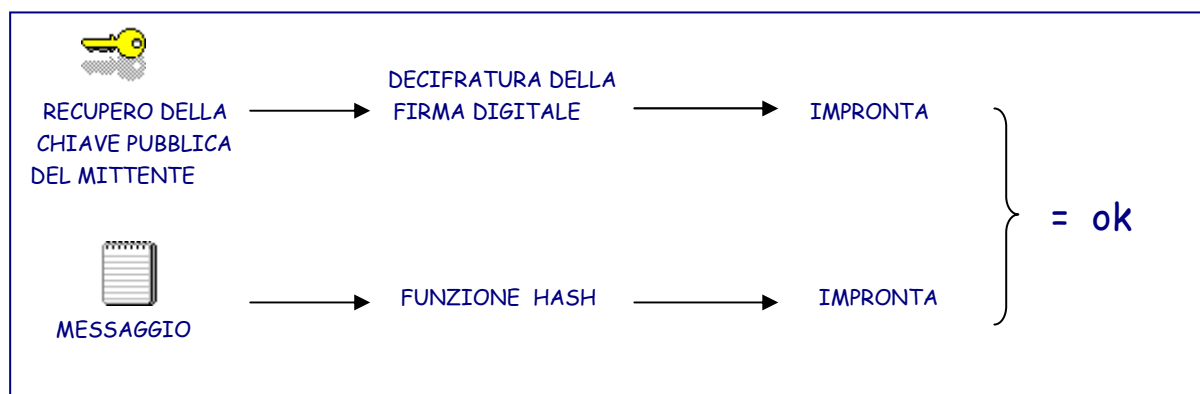 RECUPERO DELLA
CHIAVE PUBBLICA
DEL MITTENTE
DECIFRATURA DELLA
FIRMA DIGITALE
IMPRONTA
= ok
MESSAGGIO
FUNZIONE HASH
IMPRONTA